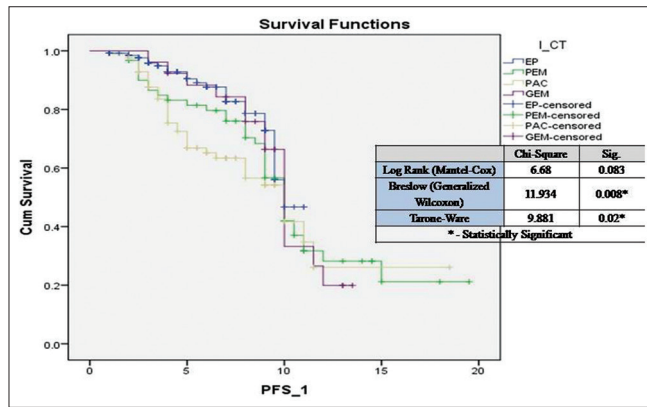 Survival Functions
I_CT
EP
PEM
PAC
GEM
EP-censored
PEM-censored
PAC-censored
GEM-censored
Chi-Square Sig.
Log Rank (Mantel-Cox) 6.68 0.083
Breslow (Generalized Wilcoxon) 11.934 0.008*
Tarone-Ware 9.881 0.02*
* - Statistically Significant
Cum Survival
1.0
0.8
0.6
0.4
0.2
0.0
0 5 10 15 20
PFS_1